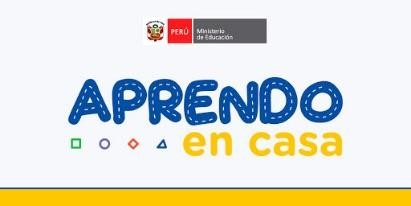 PERÚ
Ministerio
de Educación
APRENDO
en casa